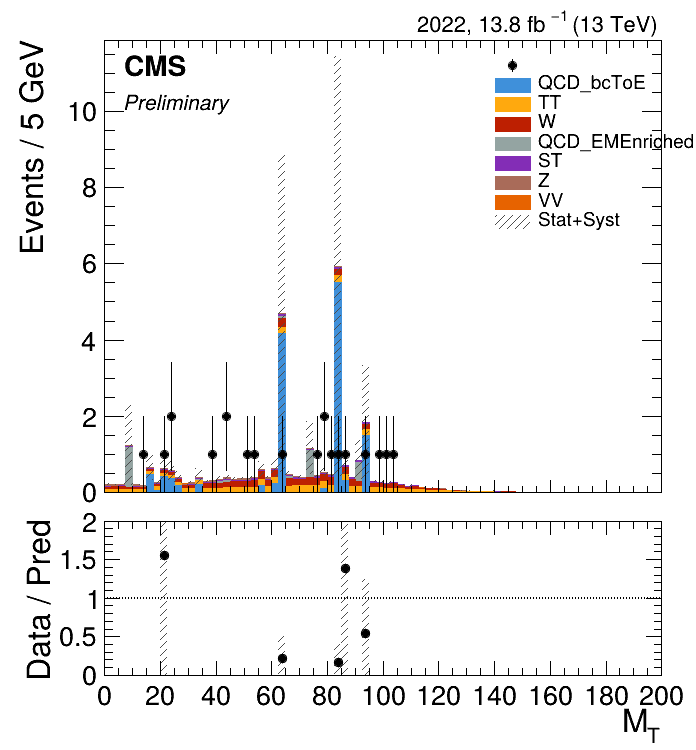 2022, 13.8 fb⁻¹ (13 TeV)
CMS
Preliminary
Events / 5 GeV
10
8
6
4
2
0
QCD_bcToE
TT
W
QCD_EMEnriched
ST
Z
VV
Stat+Syst
Data / Pred
2
1.5
1
0.5
0
0 20 40 60 80 100 120 140 160 180 200
M_T